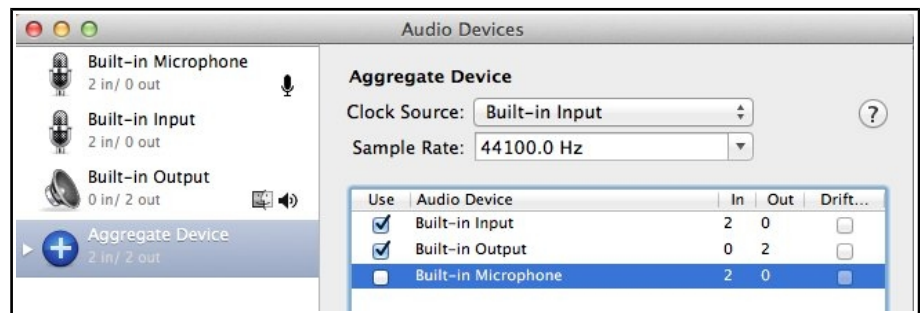 Audio Devices
Built-in Microphone
2 in/ 0 out
Built-in Input
2 in/ 0 out
Built-in Output
0 in/ 2 out
Aggregate Device
2 in/ 2 out
Aggregate Device
Clock Source: Built-in Input
?
Sample Rate: 44100.0 Hz
Use Audio Device In Out Drift...
Built-in Input 2 0
Built-in Output 0 2
Built-in Microphone 2 0